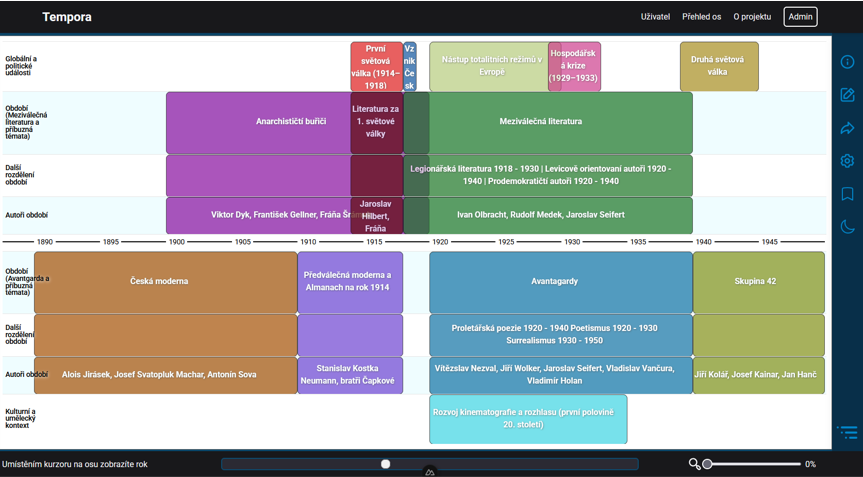 Tempora
Uživatel
Přehled os
O projektu
Admin
Globální a
politické
události
První
světová
válka (1914–
1918)
Vz
nik
Če
sk
Nástup totalitních režimů v
Evropě
Hospodářsk
á krize
(1929–1933)
Druhá světová
válka
Období
(Meziválečná
literatura a
příbuzná
témata)
Anarchističtí buřiči
Literatura za
1. světové
války
Meziválečná literatura
Další
rozdělení
období
Legionářská literatura 1918 - 1930 | Levicově orientovaní autoři 1920 -
1940 | Prodemokratičtí autoři 1920 - 1940
Autoři období
Viktor Dyk, František Gellner, Fráňa
Jaroslav
Hilbert,
Fráňa
Ivan Olbracht, Rudolf Medek, Jaroslav Seifert
1890
1895
1900
1905
1910
1915
1920
1925
1930
1935
1940
1945
Období
(Avantgarda a
příbuzná
témata)
Česká moderna
Předválečná moderna a
Almanach na rok 1914
Avantgardy
Skupina 42
Další
rozdělení
období
Proletářská poezie 1920 - 1940 Poetismus 1920 - 1930
Surrealismus 1930 - 1950
Autoři období
Alois Jirásek, Josef Svatopluk Machar, Antonín Sova
Stanislav Kostka
Neumann, bratři Čapkové
Vítězslav Nezval, Jiří Wolker, Jaroslav Seifert, Vladislav Vančura,
Vladimír Holan
Jiří Kolář, Josef Kainar, Jan Hanč
Kulturní a
umělecký
kontext
Rozvoj kinematografie a rozhlasu (první polovině
20. století)
Umístěním kurzoru na osu zobrazíte rok
0%